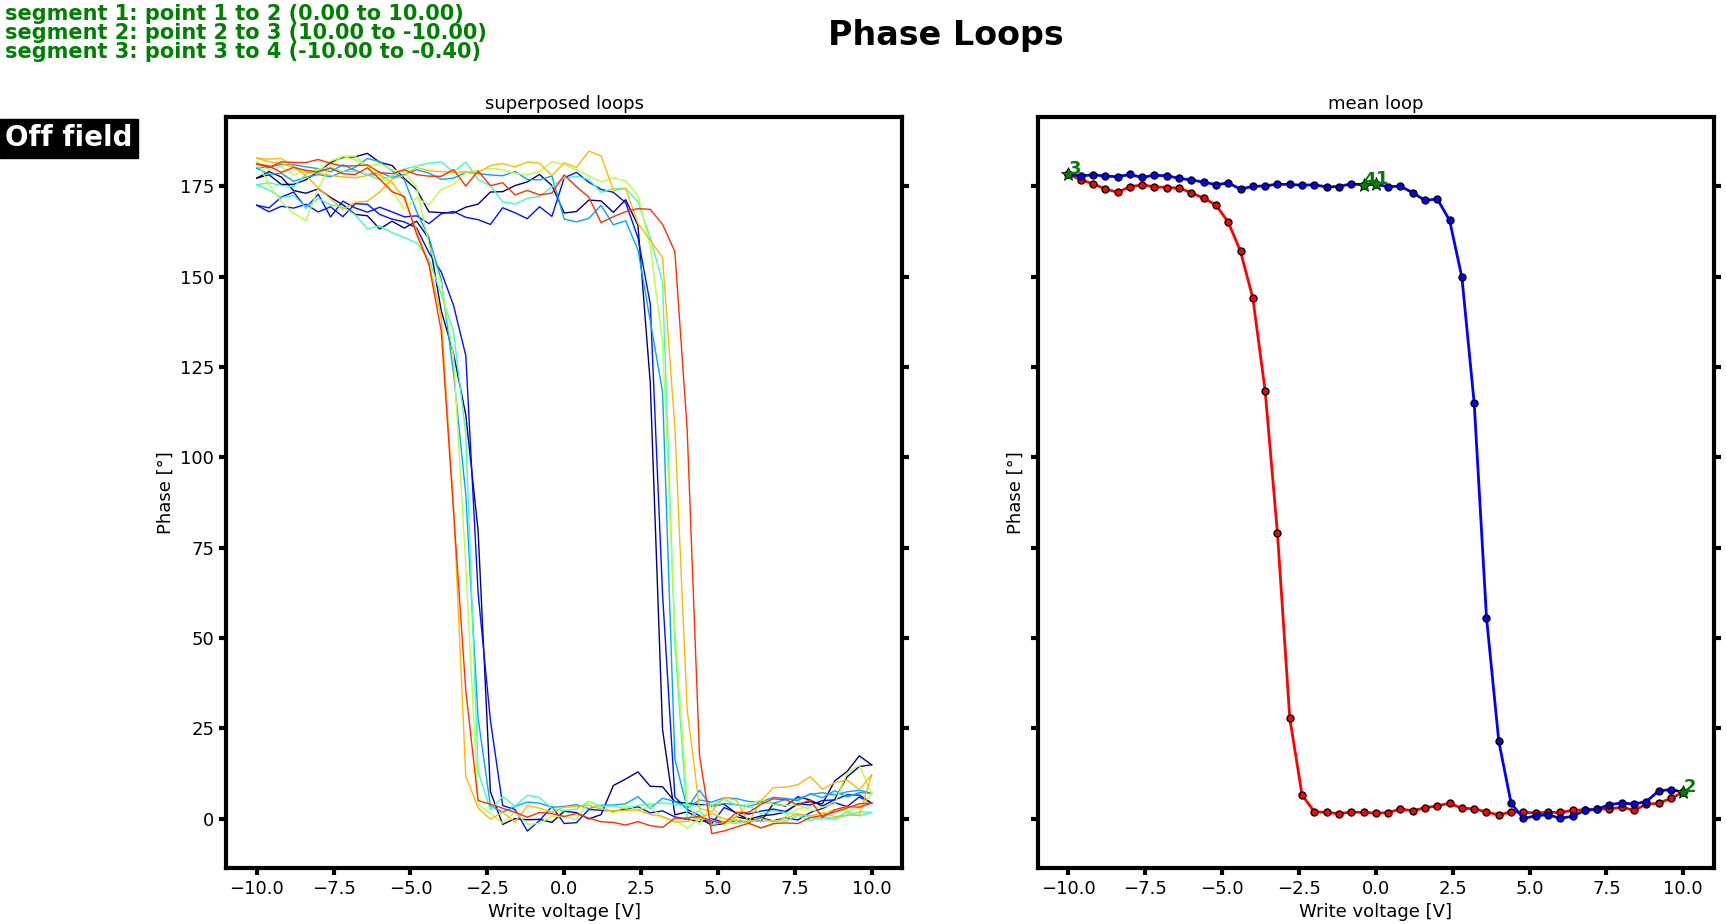 segment 1: point 1 to 2 (0.00 to 10.00)
segment 2: point 2 to 3 (10.00 to -10.00)
segment 3: point 3 to 4 (-10.00 to -0.40)
Phase Loops
Off field
superposed loops
175
150
125
100
75
50
25
0
Phase [°]
−10.0 −7.5 −5.0 −2.5 0.0 2.5 5.0 7.5 10.0
Write voltage [V]
mean loop
3
41
2
Phase [°]
−10.0 −7.5 −5.0 −2.5 0.0 2.5 5.0 7.5 10.0
Write voltage [V]